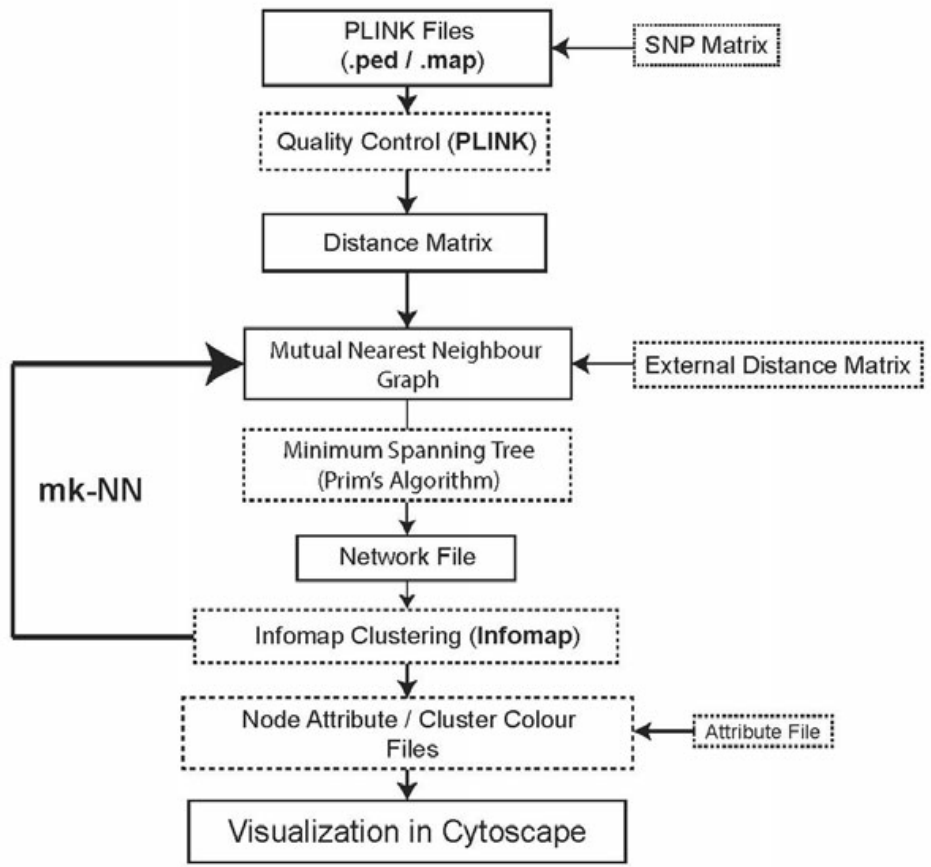 PLINK Files
(.ped / .map)
SNP Matrix
Quality Control (PLINK)
Distance Matrix
Mutual Nearest Neighbour
Graph
External Distance Matrix
Minimum Spanning Tree
(Prim's Algorithm)
mk-NN
Network File
Infomap Clustering (Infomap)
Node Attribute / Cluster Colour
Files
Attribute File
Visualization in Cytoscape